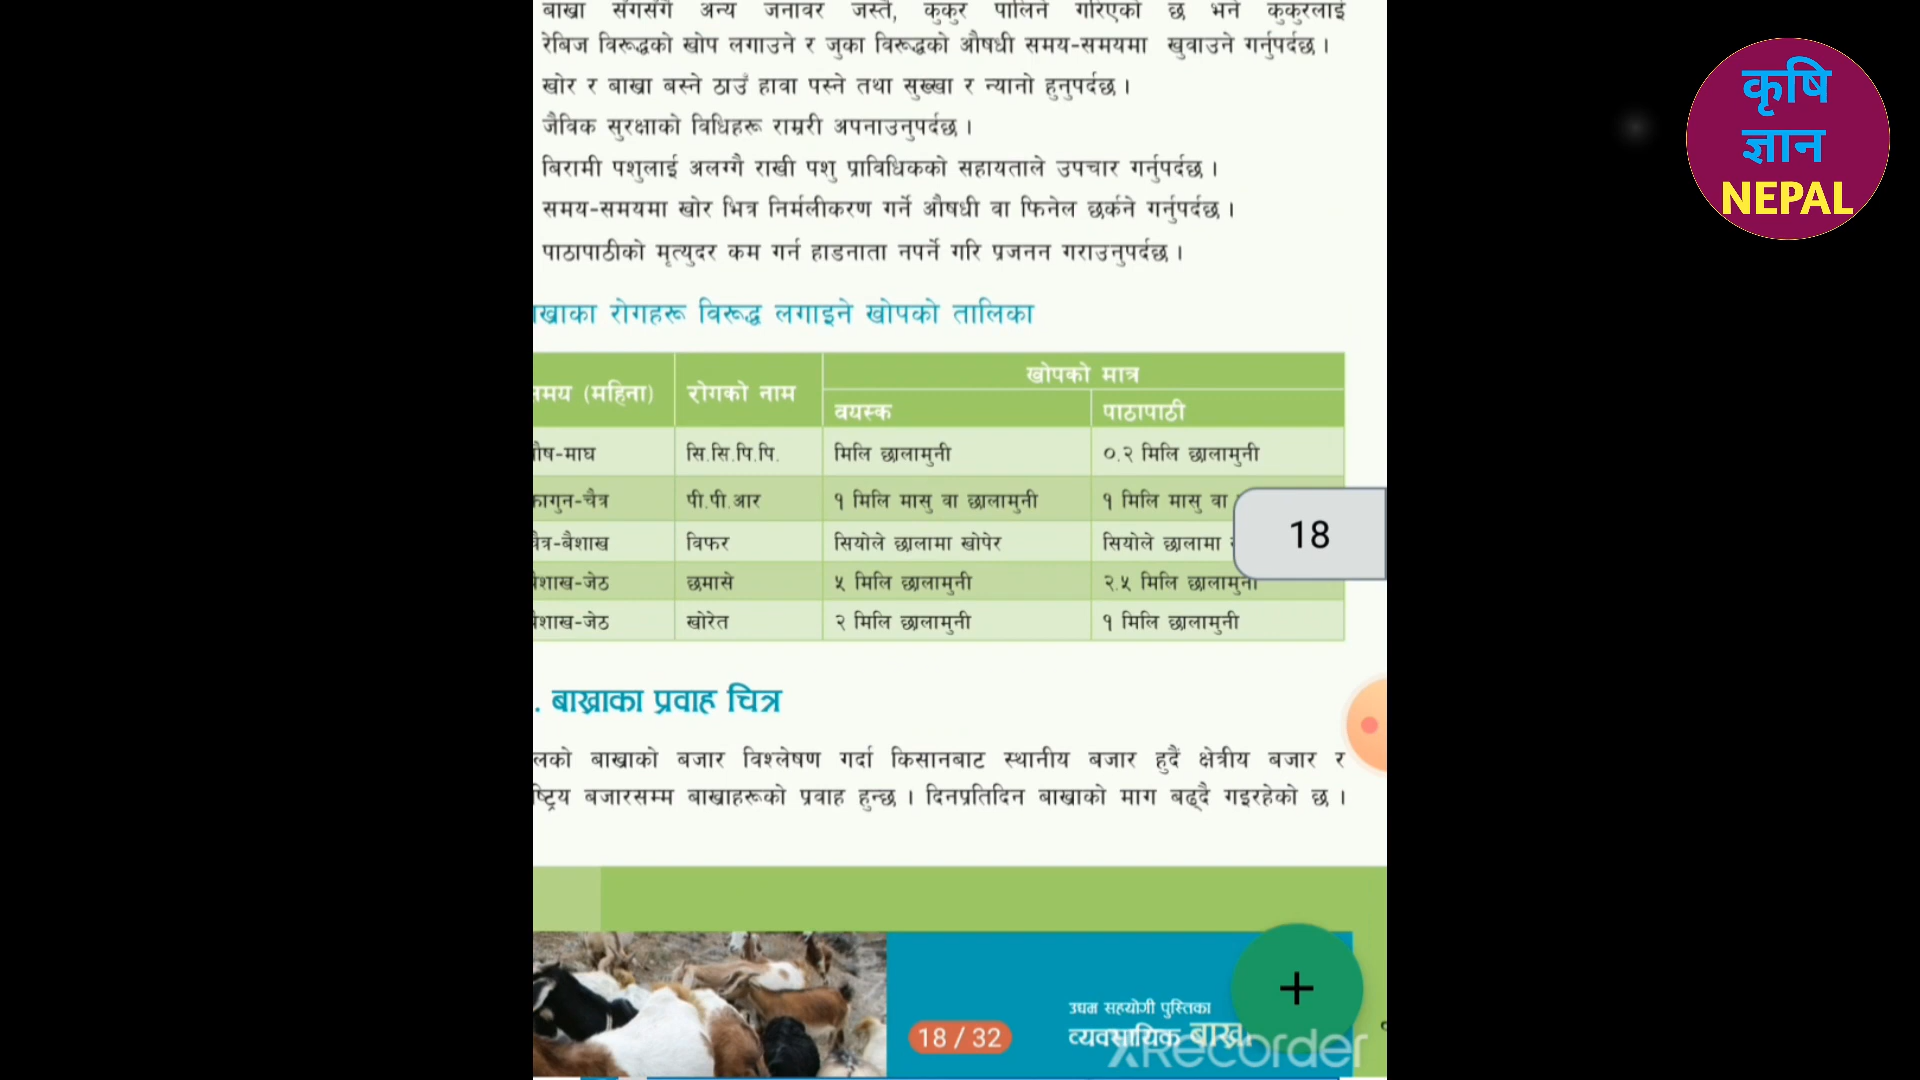 बाख्रा सँगसँगै अन्य जनावर जस्तै, कुकुर पालिने गरिएको छ भने कुकुरलाई
रेबिज विरूद्धको खोप लगाउने र जुका विरूद्धको औषधी समय-समयमा खुवाउने गर्नुपर्दछ ।
खोर र बाख्रा बस्ने ठाउँ हावा पस्ने तथा सुख्खा र न्यानो हुनुपर्दछ ।
जैविक सुरक्षाको विधिहरू राम्ररी अपनाउनुपर्दछ ।
बिरामी पशुलाई अलग्गै राखी पशु प्राविधिकको सहायताले उपचार गर्नुपर्दछ ।
समय-समयमा खोर भित्र निर्मलीकरण गर्ने औषधी वा फिनेल छर्कने गर्नुपर्दछ ।
पाठापाठीको मृत्युदर कम गर्न हाडनाता नपर्ने गरि प्रजनन गराउनुपर्दछ ।
ाख्राका रोगहरू विरूद्ध लगाइने खोपको तालिका
मय (महिना) रोगको नाम खोपको मात्र
वयस्क पाठापाठी
ौष-माघ सि.सि.पि.पि. मिलि छालामुनी ०.२ मिलि छालामुनी
ागुन-चैत्र पी.पी.आर १ मिलि मासु वा छालामुनी १ मिलि मासु वा
ैत्र-बैशाख विफर सियोले छालामा खोपेर सियोले छालामा
ैशाख-जेठ छमासे ५ मिलि छालामुनी २.५ मिलि छालामुनी
ैशाख-जेठ खोरेत २ मिलि छालामुनी १ मिलि छालामुनी
18
. बाख्राका प्रवाह चित्र
लको बाख्राको बजार विश्लेषण गर्दा किसानबाट स्थानीय बजार हुदैं क्षेत्रीय बजार र
ष्ट्रिय बजारसम्म बाख्राहरूको प्रवाह हुन्छ । दिनप्रतिदिन बाख्राको माग बढ्दै गइरहेको छ ।
उद्यम सहयोगी पुस्तिका
व्यवसायिक बाख्रा
18 / 32
+
XRecorder
कृषि
ज्ञान
NEPAL